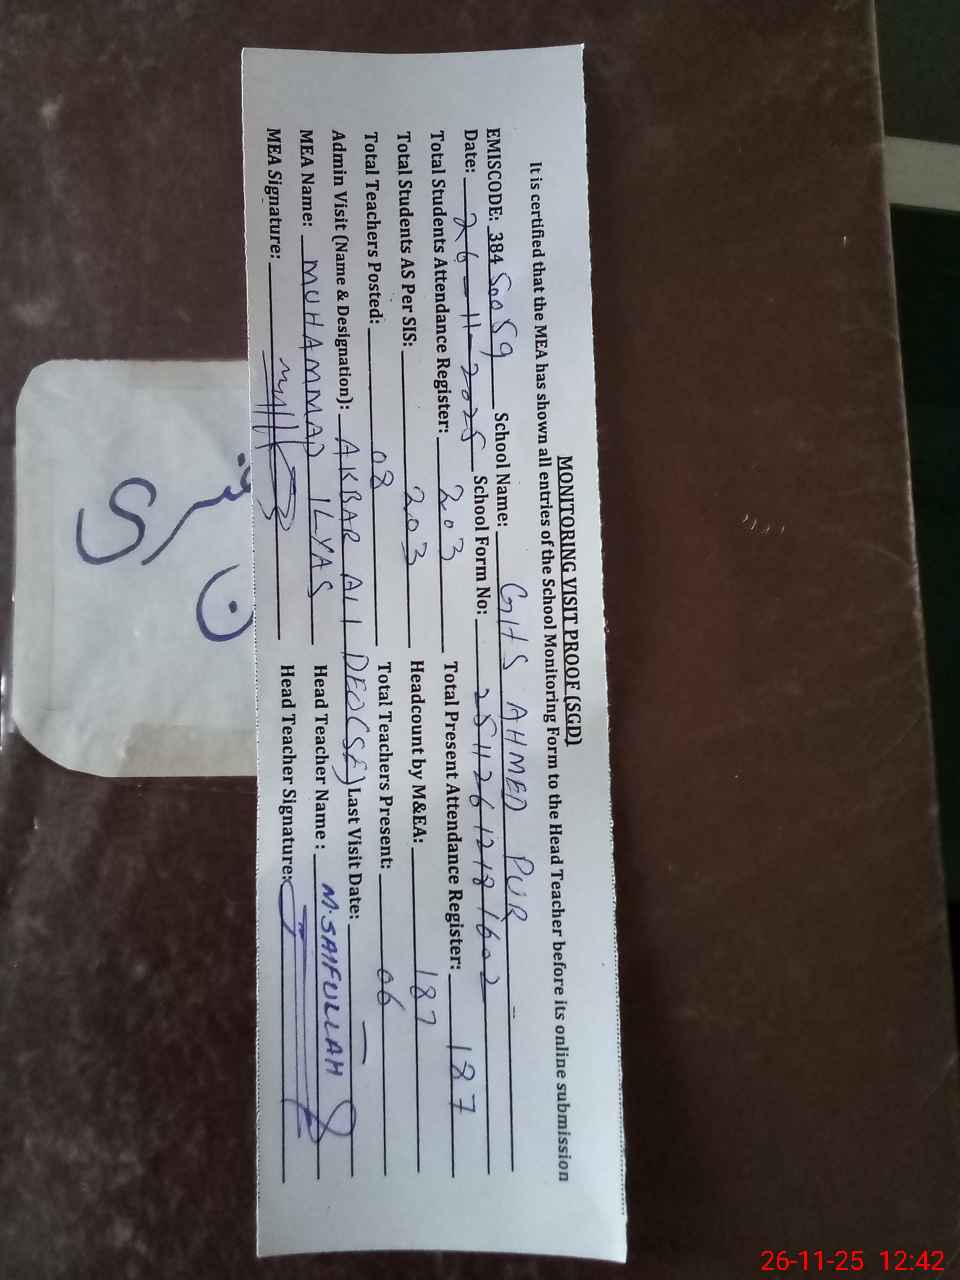 MONITORING VISIT PROOF (SGD)
It is certified that the MEA has shown all entries of the School Monitoring Form to the Head Teacher before its online submission
EMISCODE: 38450059 School Name: GHS AHMED PUR
Date: 26-11-2025 School Form No: 25112612181602
Total Students Attendance Register: 203 Total Present Attendance Register: 187
Total Students AS Per SIS: 203 Headcount by M&EA: 187
Total Teachers Posted: 08 Total Teachers Present: 06
Admin Visit (Name & Designation): AKBAR ALI DEO(SE) Last Visit Date: —
MEA Name: MUHAMMAD ILYAS Head Teacher Name : M.SAIFULLAH
MEA Signature: Head Teacher Signature:
26-11-25 12:42